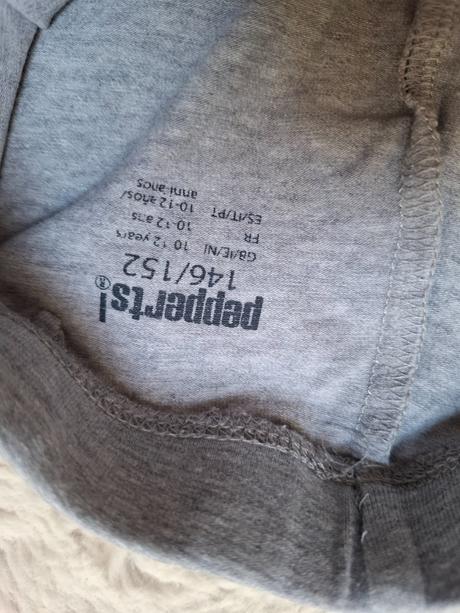 pepperts!®
146/152
GB/IE/NI 10-12 years
FR 10-12 ans
ES/IT/PT 10-12 años/
anni anos